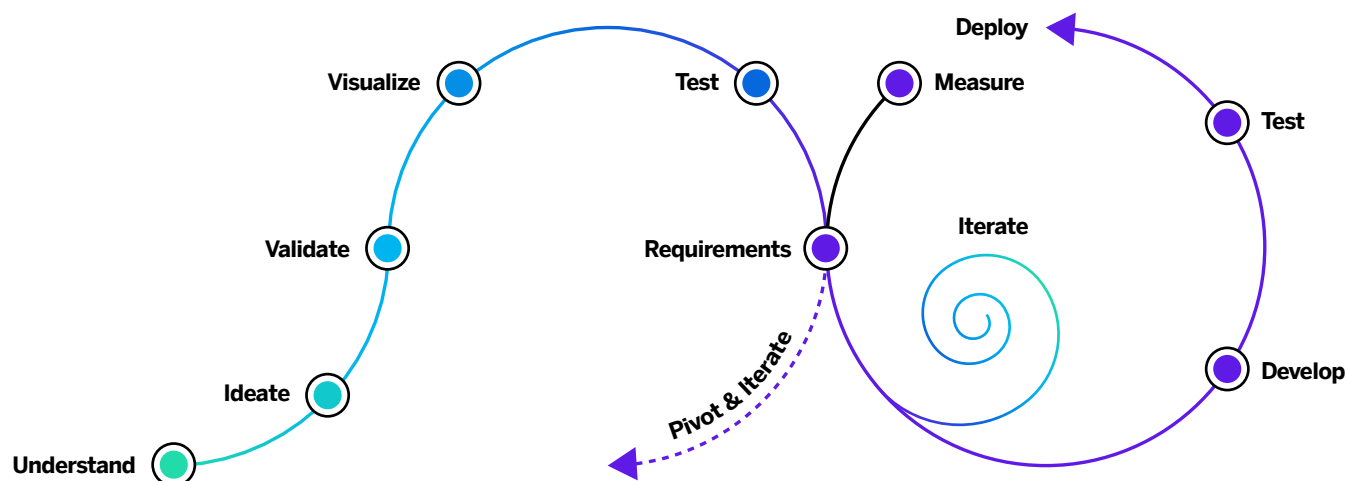 Deploy
Visualize
Test
Measure
Test
Iterate
Validate
Requirements
Pivot & Iterate
Develop
Ideate
Understand